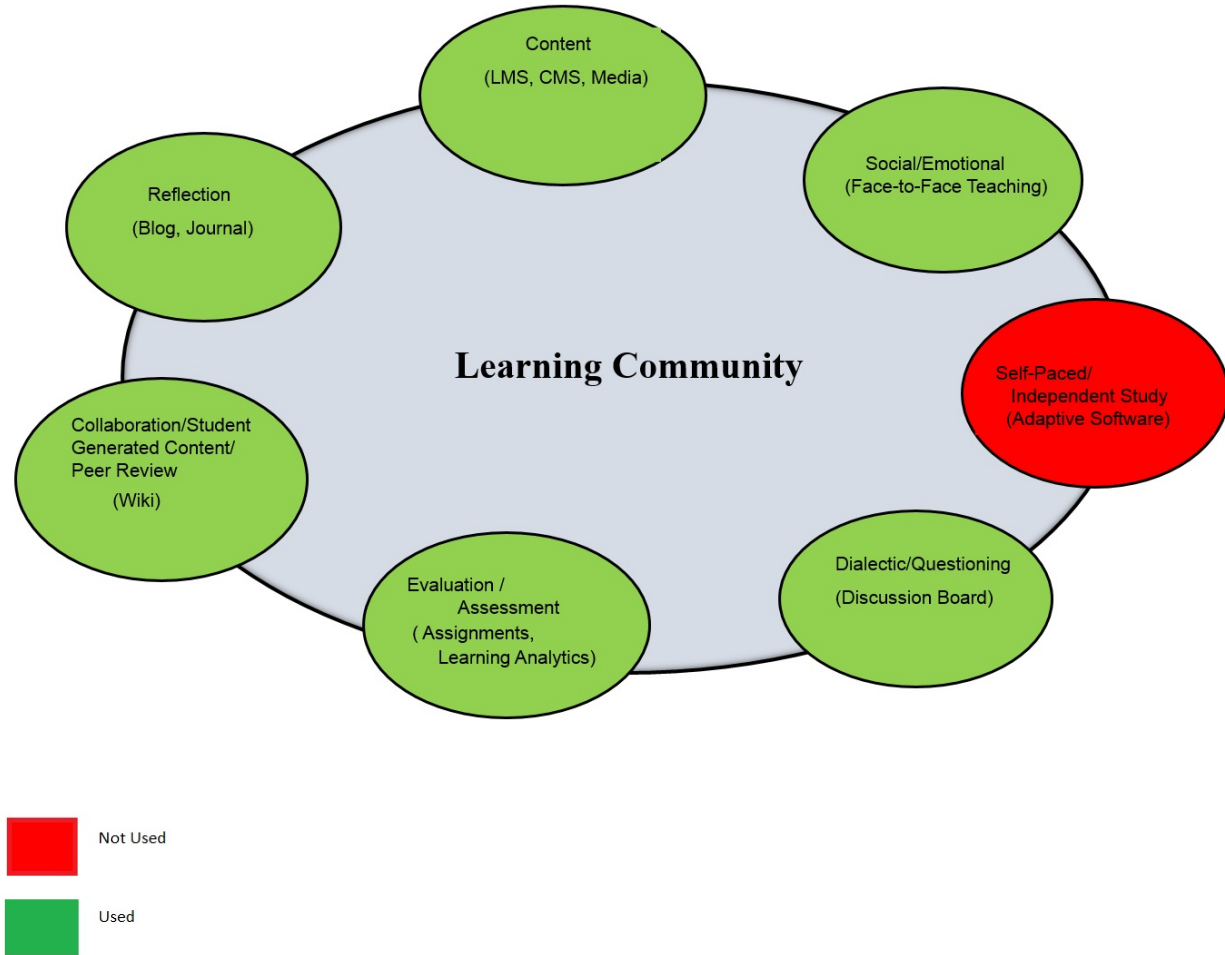 Content
(LMS, CMS, Media)
Social/Emotional
(Face-to-Face Teaching)
Reflection
(Blog, Journal)
Learning Community
Self-Paced/
Independent Study
(Adaptive Software)
Collaboration/Student
Generated Content/
Peer Review
(Wiki)
Dialectic/Questioning
(Discussion Board)
Evaluation /
Assessment
( Assignments,
Learning Analytics)
Not Used
Used